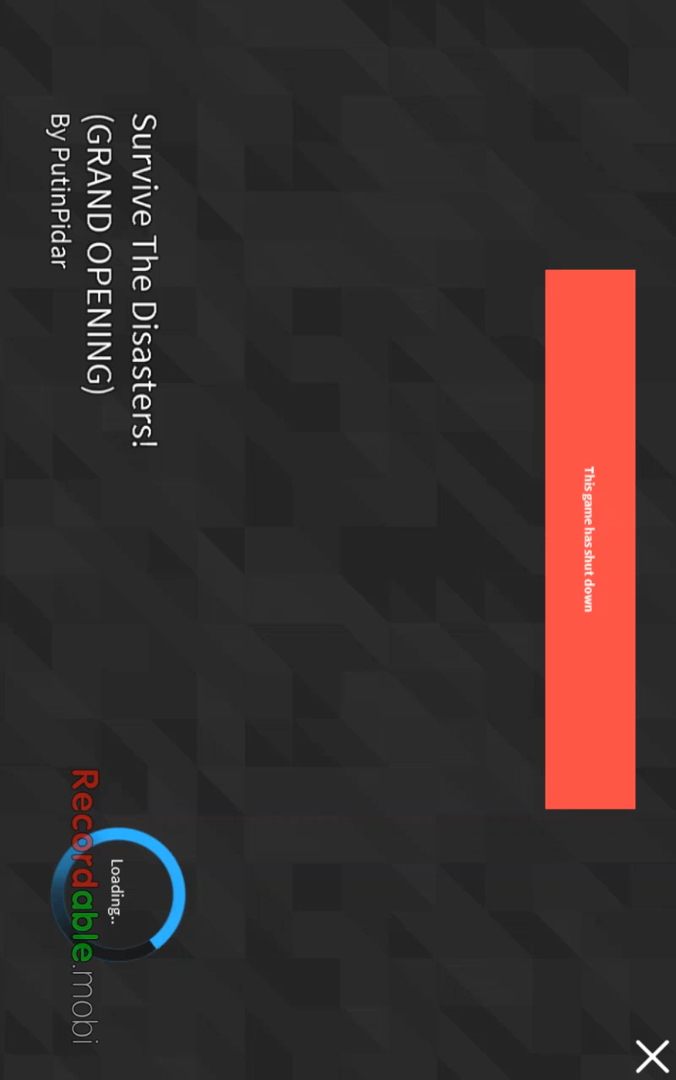 This game has shut down
Survive The Disasters!
(GRAND OPENING)
By PutinPidar
Loading..
Recordable.mobi